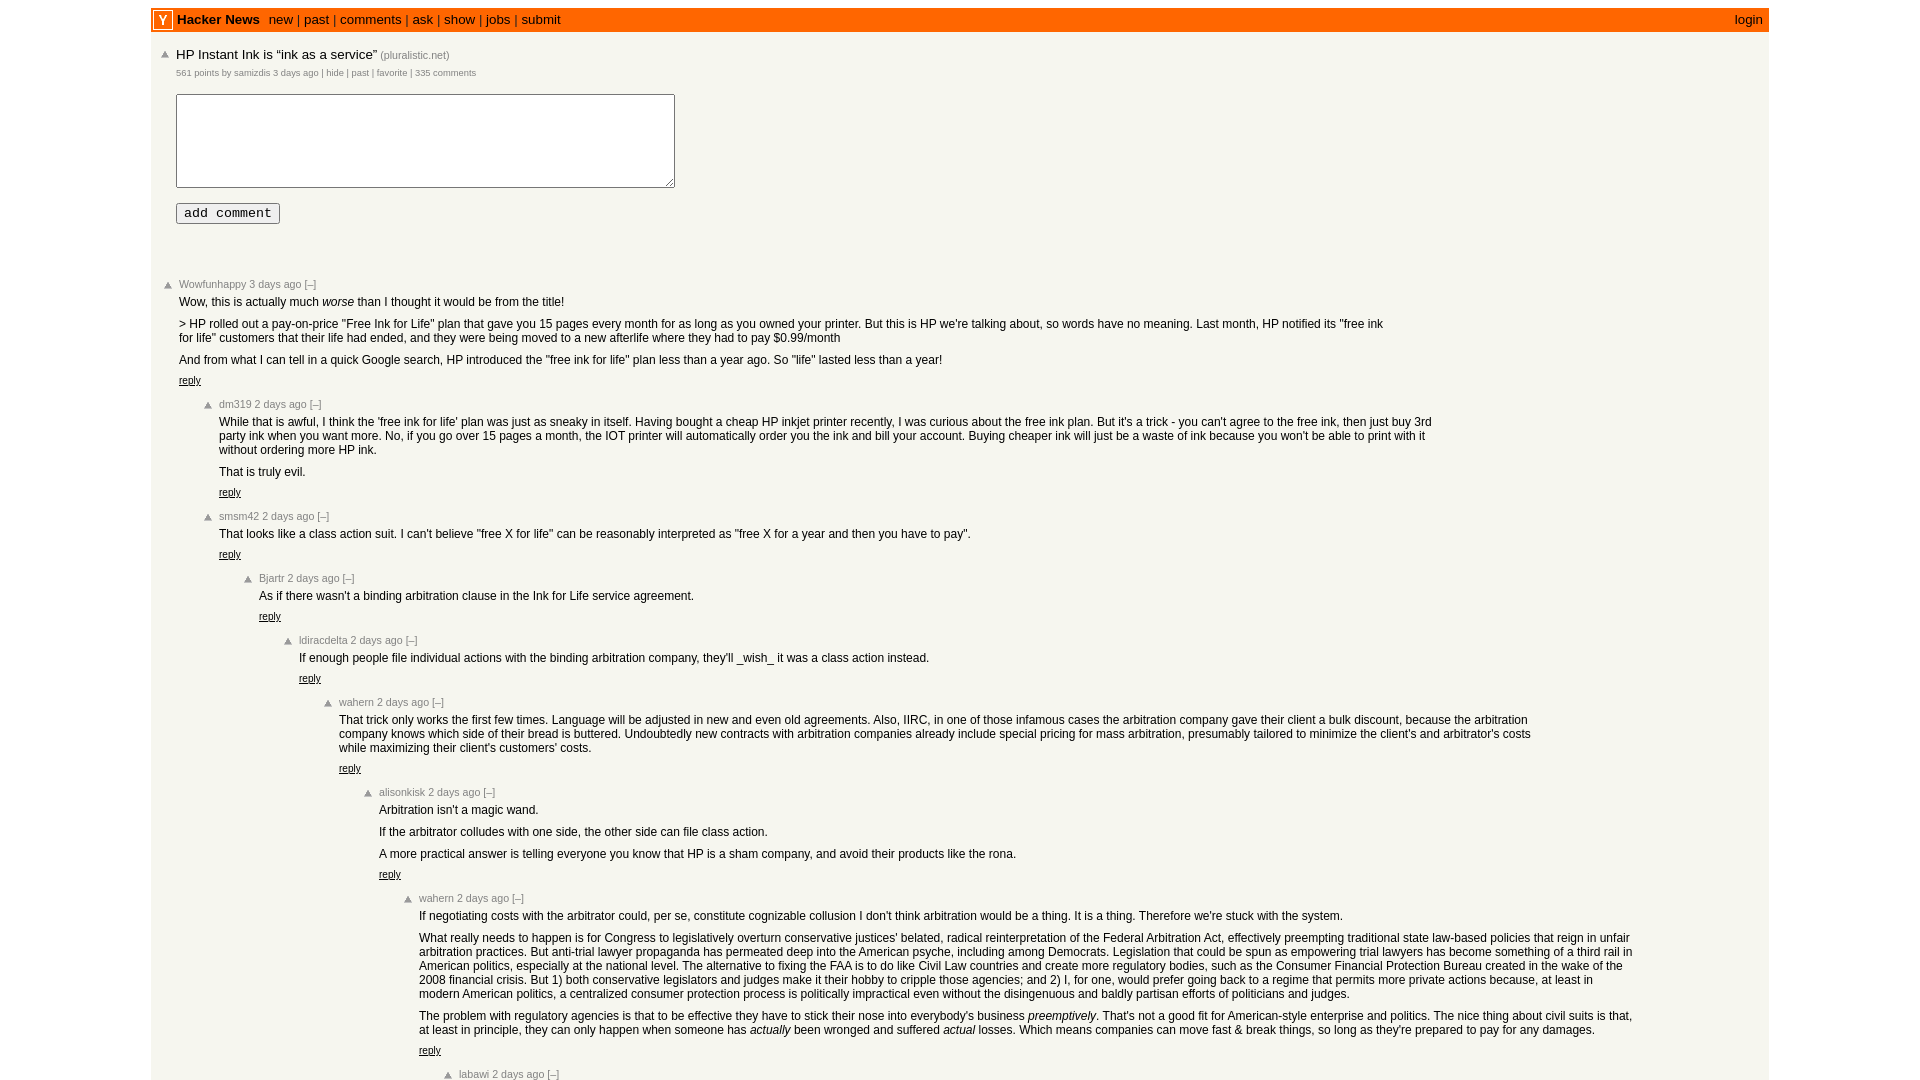 Y Hacker News new | past | comments | ask | show | jobs | submit login
HP Instant Ink is “ink as a service” (pluralistic.net)
561 points by samizdis 3 days ago | hide | past | favorite | 335 comments
add comment
Wowfunhappy 3 days ago [–]
Wow, this is actually much worse than I thought it would be from the title!
> HP rolled out a pay-on-price "Free Ink for Life" plan that gave you 15 pages every month for as long as you owned your printer. But this is HP we're talking about, so words have no meaning. Last month, HP notified its "free ink
for life" customers that their life had ended, and they were being moved to a new afterlife where they had to pay $0.99/month
And from what I can tell in a quick Google search, HP introduced the "free ink for life" plan less than a year ago. So "life" lasted less than a year!
reply
dm319 2 days ago [–]
While that is awful, I think the 'free ink for life' plan was just as sneaky in itself. Having bought a cheap HP inkjet printer recently, I was curious about the free ink plan. But it's a trick - you can't agree to the free ink, then just buy 3rd
party ink when you want more. No, if you go over 15 pages a month, the IOT printer will automatically order you the ink and bill your account. Buying cheaper ink will just be a waste of ink because you won't be able to print with it
without ordering more HP ink.
That is truly evil.
reply
smsm42 2 days ago [–]
That looks like a class action suit. I can't believe "free X for life" can be reasonably interpreted as "free X for a year and then you have to pay".
reply
Bjartr 2 days ago [–]
As if there wasn't a binding arbitration clause in the Ink for Life service agreement.
reply
ldiracdelta 2 days ago [–]
If enough people file individual actions with the binding arbitration company, they'll _wish_ it was a class action instead.
reply
wahern 2 days ago [–]
That trick only works the first few times. Language will be adjusted in new and even old agreements. Also, IIRC, in one of those infamous cases the arbitration company gave their client a bulk discount, because the arbitration
company knows which side of their bread is buttered. Undoubtedly new contracts with arbitration companies already include special pricing for mass arbitration, presumably tailored to minimize the client's and arbitrator's costs
while maximizing their client's customers' costs.
reply
alisonkisk 2 days ago [–]
Arbitration isn't a magic wand.
If the arbitrator colludes with one side, the other side can file class action.
A more practical answer is telling everyone you know that HP is a sham company, and avoid their products like the rona.
reply
wahern 2 days ago [–]
If negotiating costs with the arbitrator could, per se, constitute cognizable collusion I don't think arbitration would be a thing. It is a thing. Therefore we're stuck with the system.
What really needs to happen is for Congress to legislatively overturn conservative justices' belated, radical reinterpretation of the Federal Arbitration Act, effectively preempting traditional state law-based policies that reign in unfair
arbitration practices. But anti-trial lawyer propaganda has permeated deep into the American psyche, including among Democrats. Legislation that could be spun as empowering trial lawyers has become something of a third rail in
American politics, especially at the national level. The alternative to fixing the FAA is to do like Civil Law countries and create more regulatory bodies, such as the Consumer Financial Protection Bureau created in the wake of the
2008 financial crisis. But 1) both conservative legislators and judges make it their hobby to cripple those agencies; and 2) I, for one, would prefer going back to a regime that permits more private actions because, at least in
modern American politics, a centralized consumer protection process is politically impractical even without the disingenuous and baldly partisan efforts of politicians and judges.
The problem with regulatory agencies is that to be effective they have to stick their nose into everybody's business preemptively. That's not a good fit for American-style enterprise and politics. The nice thing about civil suits is that,
at least in principle, they can only happen when someone has actually been wronged and suffered actual losses. Which means companies can move fast & break things, so long as they're prepared to pay for any damages.
reply
labawi 2 days ago [–]